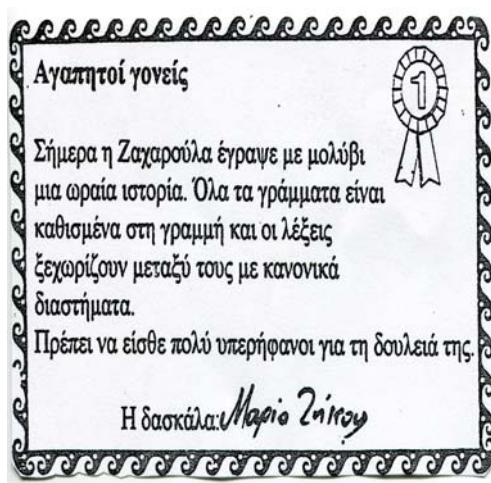 Αγαπητοί γονείς
1
Σήμερα η Ζαχαρούλα έγραψε με μολύβι
μια ωραία ιστορία. Όλα τα γράμματα είναι
καθισμένα στη γραμμή και οι λέξεις
ξεχωρίζουν μεταξύ τους με κανονικά
διαστήματα.
Πρέπει να είσθε πολύ υπερήφανοι για τη δουλειά της.
Η δασκάλα: Μαρία